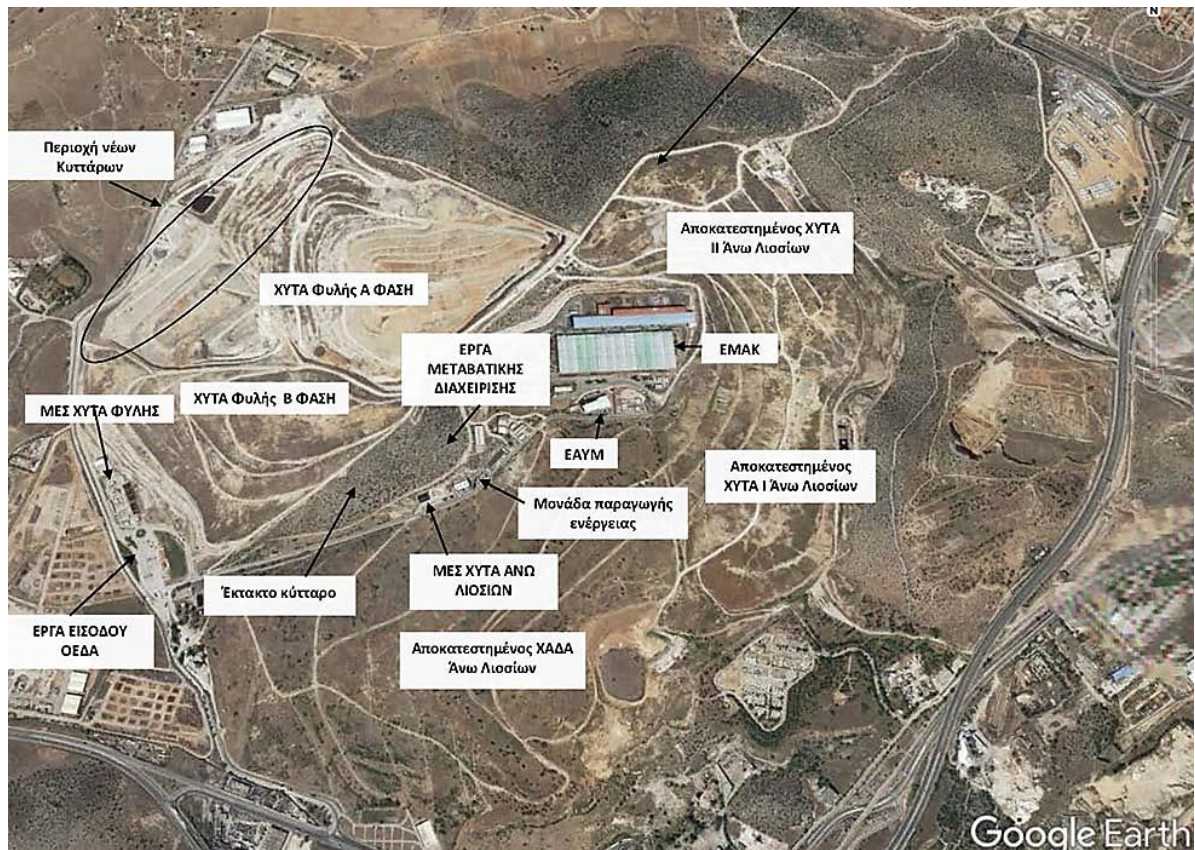 N
Περιοχή νέων
Κυττάρων
Αποκατεστημένος ΧΥΤΑ
ΙΙ Άνω Λιοσίων
ΧΥΤΑ Φυλής Α ΦΑΣΗ
ΕΡΓΑ
ΜΕΤΑΒΑΤΙΚΗΣ
ΔΙΑΧΕΙΡΙΣΗΣ
ΕΜΑΚ
ΧΥΤΑ Φυλής Β ΦΑΣΗ
ΜΕΣ ΧΥΤΑ ΦΥΛΗΣ
ΕΑΥΜ
Αποκατεστημένος
ΧΥΤΑ Ι Άνω Λιοσίων
Μονάδα παραγωγής
ενέργειας
ΜΕΣ ΧΥΤΑ ΑΝΩ
ΛΙΟΣΙΩΝ
Έκτακτο κύτταρο
ΕΡΓΑ ΕΙΣΟΔΟΥ
ΟΕΔΑ
Αποκατεστημένος ΧΑΔΑ
Άνω Λιοσίων
Google Earth